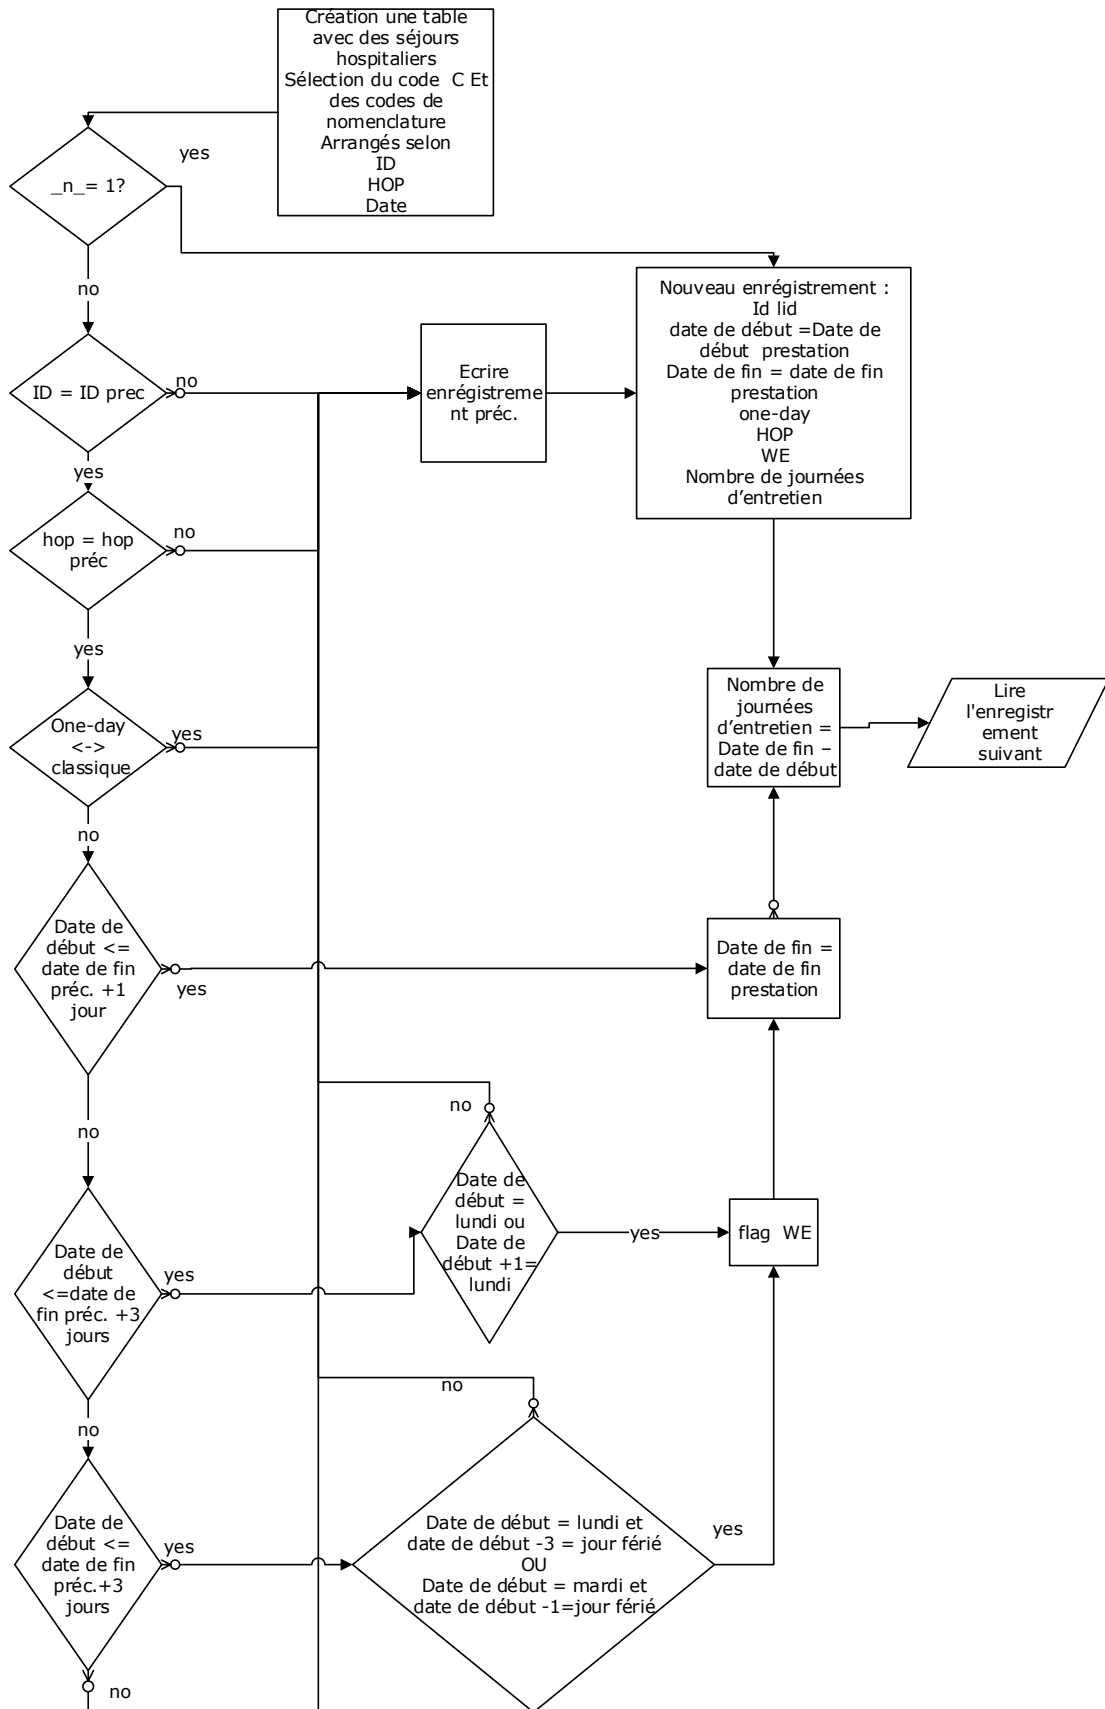 Création une table
avec des séjours
hospitaliers
Sélection du code  C Et
des codes de
nomenclature
Arrangés selon
ID
HOP
Date
yes
_n_= 1?
no
Nouveau enrégistrement :
Id lid
date de début =Date de
début  prestation
Date de fin = date de fin
prestation
one-day
HOP
WE
Nombre de journées
d’entretien
ID = ID prec
no
Ecrire
enrégistreme
nt préc.
yes
hop = hop
préc
no
yes
One-day
<->
classique
yes
Nombre de
journées
d’entretien =
Date de fin –
date de début
Lire
l'enregistr
ement
suivant
no
Date de
début <=
date de fin
préc. +1
jour
yes
Date de fin =
date de fin
prestation
no
no
Date de
début =
lundi ou
Date de
début +1=
lundi
yes
flag  WE
Date de
début
<=date de
fin préc. +3
jours
yes
no
no
Date de
début <=
date de fin
préc.+3
jours
yes
Date de début = lundi et
date de début -3 = jour férié
OU
Date de début = mardi et
date de début -1=jour férié
yes
no